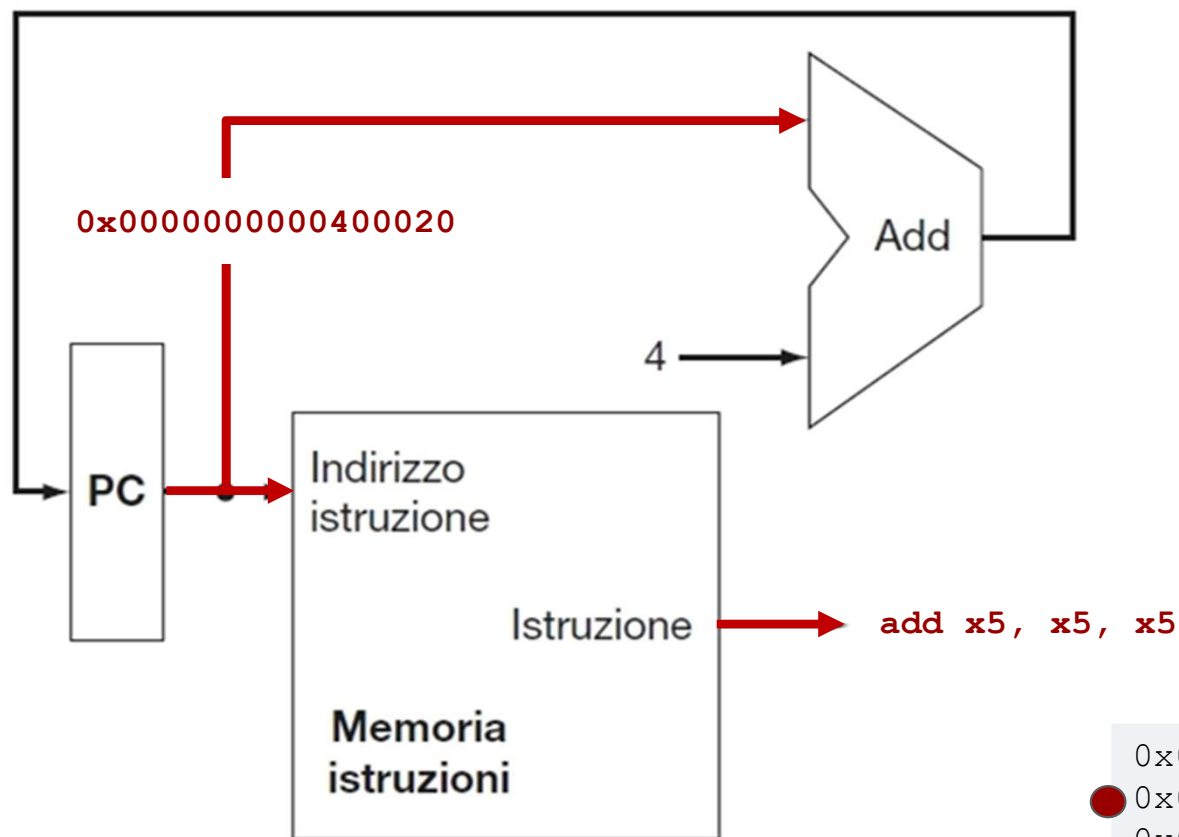 0x0000000000400020
Add
4
PC
Indirizzo
istruzione
Istruzione
add x5, x5, x5
Memoria
istruzioni